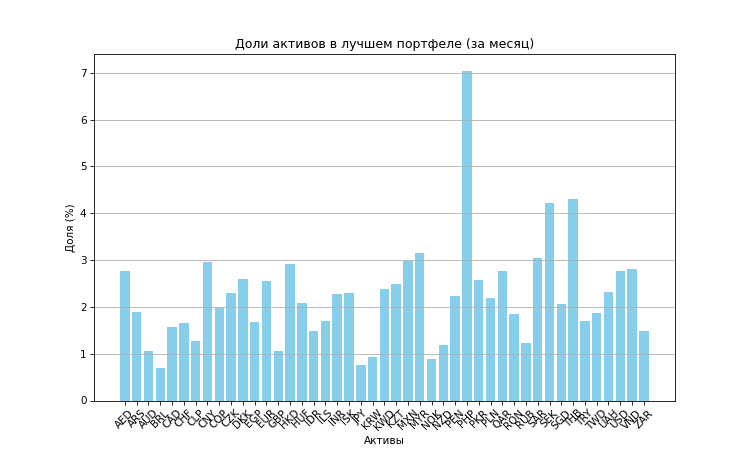 Доли активов в лучшем портфеле (за месяц)
Доля (%)
7
6
5
4
3
2
1
0
AED ARS AUD BRL CAD CHF CLP CNY COP CZK DKK EGP EUR GBP HKD HUF IDR ILS INR ISK JPY KRW KWD KZT MXN MYR NOK NZD PEN PHP PKR PLN QAR RON RUB SAR SEK SGD THB TRY TWD UAH USD VND ZAR
Активы